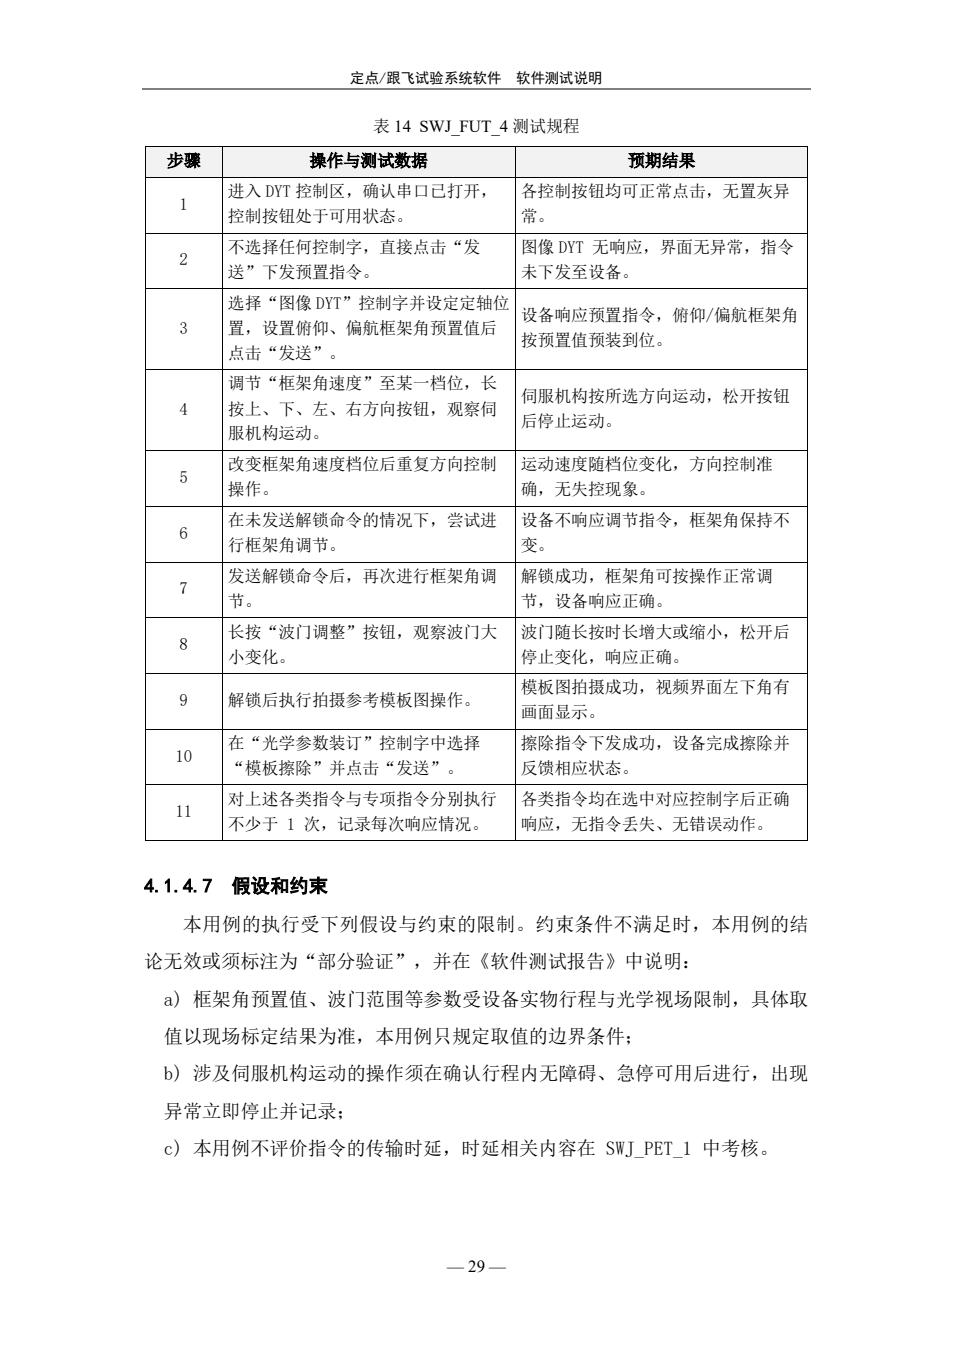 定点/跟飞试验系统软件　软件测试说明
表 14 SWJ_FUT_4 测试规程
步骤 操作与测试数据 预期结果
1 进入 DYT 控制区，确认串口已打开，控制按钮处于可用状态。 各控制按钮均可正常点击，无置灰异常。
2 不选择任何控制字，直接点击“发送”下发预置指令。 图像 DYT 无响应，界面无异常，指令未下发至设备。
3 选择“图像 DYT”控制字并设定定轴位置，设置俯仰、偏航框架角预置值后点击“发送”。 设备响应预置指令，俯仰/偏航框架角按预置值预装到位。
4 调节“框架角速度”至某一档位，长按上、下、左、右方向按钮，观察伺服机构运动。 伺服机构按所选方向运动，松开按钮后停止运动。
5 改变框架角速度档位后重复方向控制操作。 运动速度随档位变化，方向控制准确，无失控现象。
6 在未发送解锁命令的情况下，尝试进行框架角调节。 设备不响应调节指令，框架角保持不变。
7 发送解锁命令后，再次进行框架角调节。 解锁成功，框架角可按操作正常调节，设备响应正确。
8 长按“波门调整”按钮，观察波门大小变化。 波门随长按时长增大或缩小，松开后停止变化，响应正确。
9 解锁后执行拍摄参考模板图操作。 模板图拍摄成功，视频界面左下角有画面显示。
10 在“光学参数装订”控制字中选择“模板擦除”并点击“发送”。 擦除指令下发成功，设备完成擦除并反馈相应状态。
11 对上述各类指令与专项指令分别执行不少于 1 次，记录每次响应情况。 各类指令均在选中对应控制字后正确响应，无指令丢失、无错误动作。
4.1.4.7 假设和约束
本用例的执行受下列假设与约束的限制。约束条件不满足时，本用例的结
论无效或须标注为“部分验证”，并在《软件测试报告》中说明：
a）框架角预置值、波门范围等参数受设备实物行程与光学视场限制，具体取
值以现场标定结果为准，本用例只规定取值的边界条件；
b）涉及伺服机构运动的操作须在确认行程内无障碍、急停可用后进行，出现
异常立即停止并记录；
c）本用例不评价指令的传输时延，时延相关内容在 SWJ_PET_1 中考核。
— 29 —